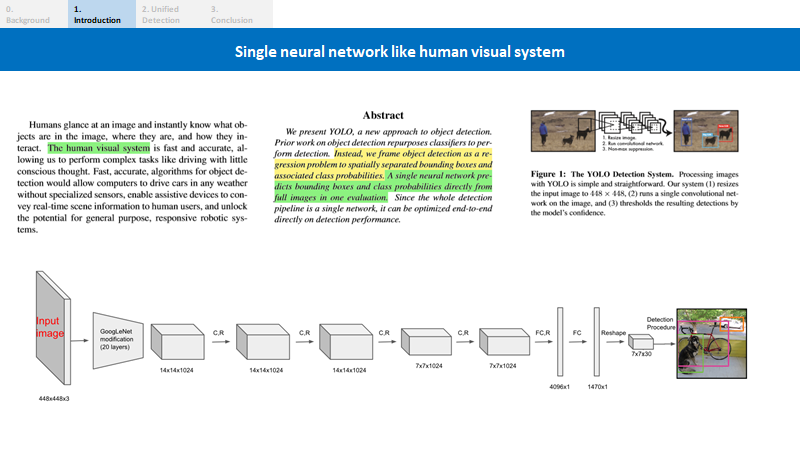 0.
Background
1.
Introduction
2. Unified
Detection
3.
Conclusion
Single neural network like human visual system
Humans glance at an image and instantly know what ob-
jects are in the image, where they are, and how they in-
teract. The human visual system is fast and accurate, al-
lowing us to perform complex tasks like driving with little
conscious thought. Fast, accurate, algorithms for object de-
tection would allow computers to drive cars in any weather
without specialized sensors, enable assistive devices to con-
vey real-time scene information to human users, and unlock
the potential for general purpose, responsive robotic sys-
tems.
Abstract
We present YOLO, a new approach to object detection.
Prior work on object detection repurposes classifiers to per-
form detection. Instead, we frame object detection as a re-
gression problem to spatially separated bounding boxes and
associated class probabilities. A single neural network pre-
dicts bounding boxes and class probabilities directly from
full images in one evaluation. Since the whole detection
pipeline is a single network, it can be optimized end-to-end
directly on detection performance.
1. Resize image.
2. Run convolutional network.
3. Non-max suppression.
Figure 1: The YOLO Detection System. Processing images
with YOLO is simple and straightforward. Our system (1) resizes
the input image to 448 × 448, (2) runs a single convolutional net-
work on the image, and (3) thresholds the resulting detections by
the model's confidence.
Input
image
448x448x3
GoogLeNet
modification
(20 layers)
14x14x1024
C,R
14x14x1024
C,R
14x14x1024
C,R
7x7x1024
C,R
7x7x1024
FC,R
4096x1
FC
1470x1
Reshape
7x7x30
Detection
Procedure